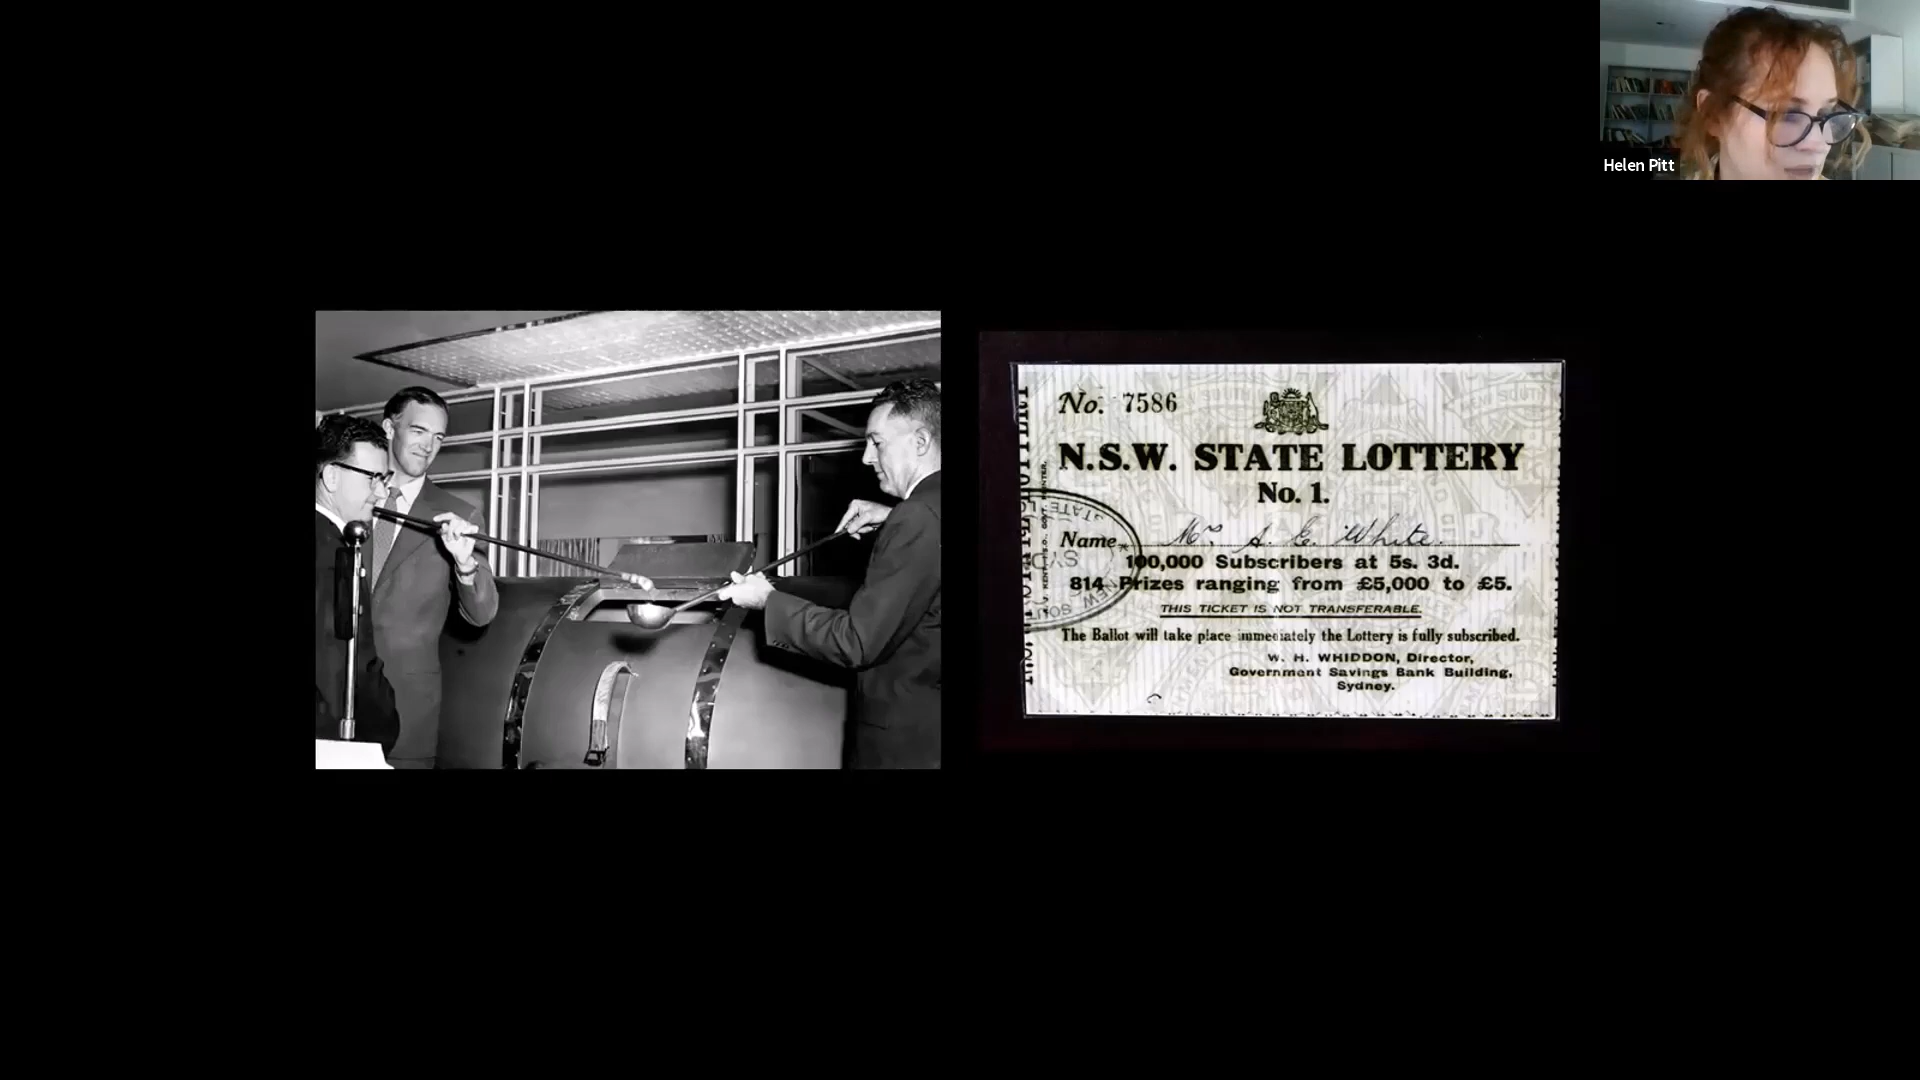 Helen Pitt
No. 7586
N.S.W. STATE LOTTERY
No. 1.
Name Mrs A. E. White.
100,000 Subscribers at 5s. 3d.
814 Prizes ranging from £5,000 to £5.
THIS TICKET IS NOT TRANSFERABLE.
The Ballot will take place immediately the Lottery is fully subscribed.
W. H. WHIDDON, Director,
Government Savings Bank Building,
Sydney.